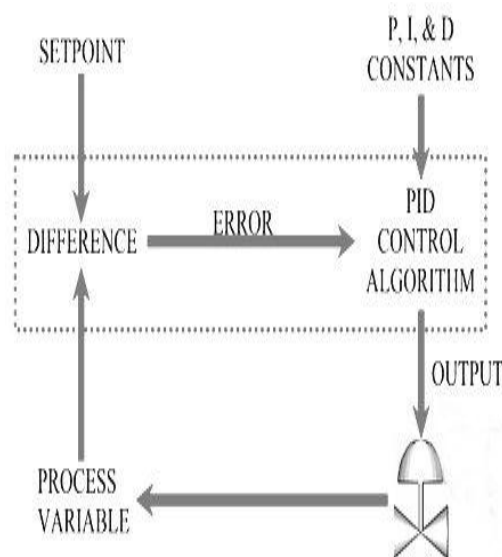 SETPOINT
P, I, & D
CONSTANTS
DIFFERENCE
ERROR
PID
CONTROL
ALGORITHM
OUTPUT
PROCESS
VARIABLE